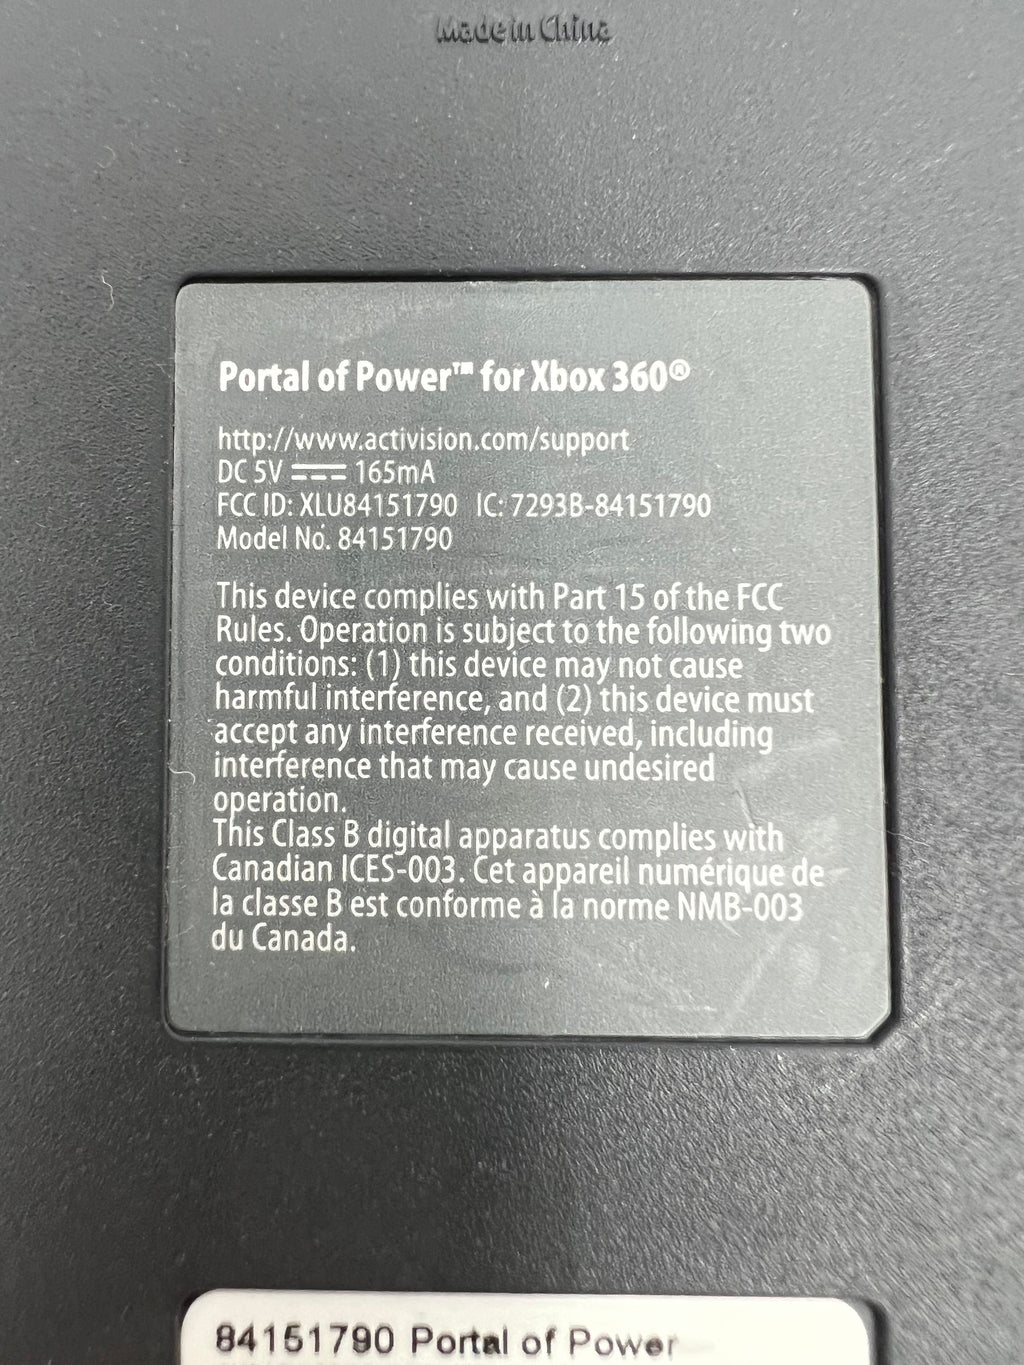 Made in China
Portal of Power™ for Xbox 360®
http://www.activision.com/support
DC 5V ⎓ 165mA
FCC ID: XLU84151790 IC: 7293B-84151790
Model No. 84151790
This device complies with Part 15 of the FCC
Rules. Operation is subject to the following two
conditions: (1) this device may not cause
harmful interference, and (2) this device must
accept any interference received, including
interference that may cause undesired
operation.
This Class B digital apparatus complies with
Canadian ICES-003. Cet appareil numérique de
la classe B est conforme à la norme NMB-003
du Canada.
84151790 Portal of Power